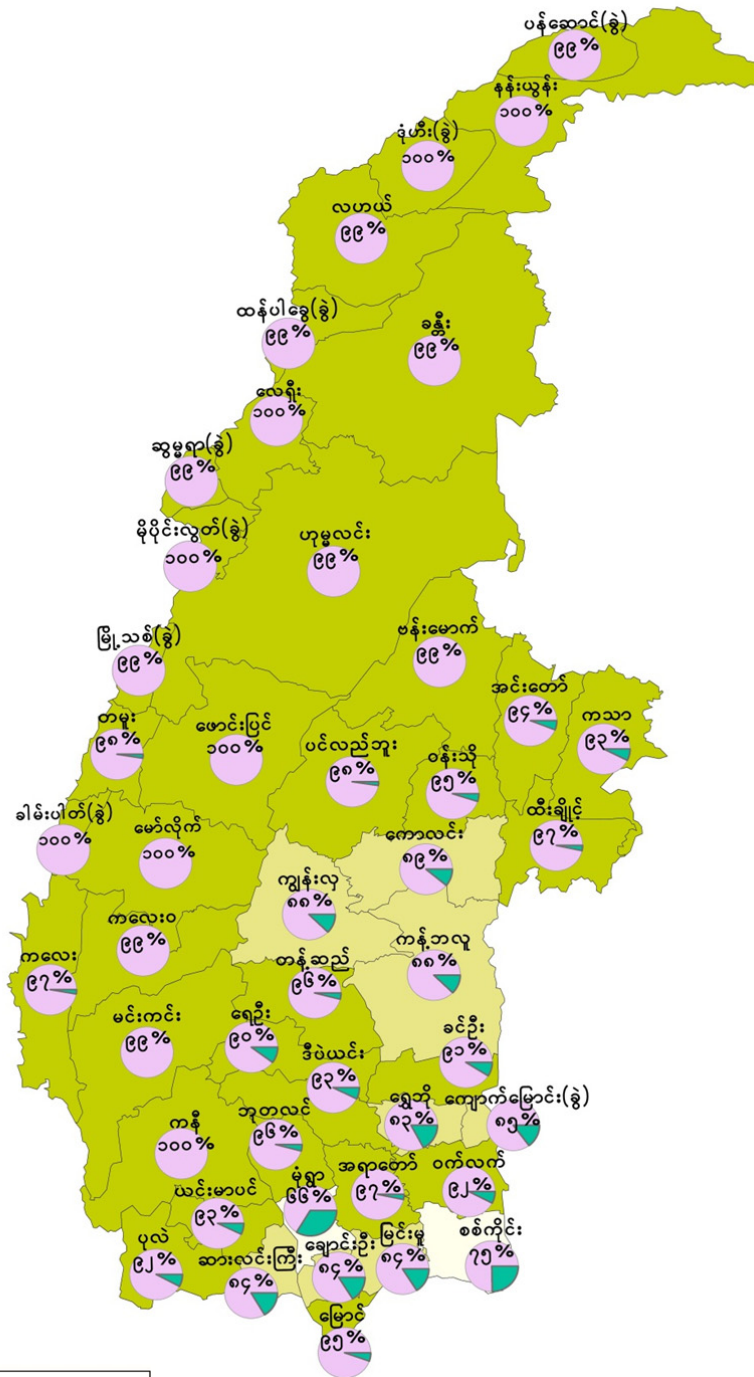 ပန်ဆောင်(ခွဲ)
၉၉%
နန်းယွန်း
၁၀၀%
ဒုံဟီး(ခွဲ)
၁၀၀%
လဟယ်
၉၉%
ထန်ပါခွေ(ခွဲ)
၉၉%
ခန္တီး
၉၉%
လေရှီး
၁၀၀%
ဆွမ္မရာ(ခွဲ)
၉၉%
မိုပိုင်းလွတ်(ခွဲ)
၁၀၀%
ဟုမ္မလင်း
၉၉%
ဗန်းမောက်
၉၉%
မြို့သစ်(ခွဲ)
၉၉%
အင်းတော်
၉၄%
ကသာ
၉၃%
တမူး
၉၈%
ဖောင်းပြင်
၁၀၀%
ပင်လည်ဘူး
၉၈%
ဝန်းသို
၉၅%
ထီးချိုင့်
၉၇%
ခါမ်းပါတ်(ခွဲ)
၁၀၀%
မော်လိုက်
၁၀၀%
ကောလင်း
၈၉%
ကျွန်းလှ
၈၈%
ကလေးဝ
၉၉%
ကန့်ဘလူ
၈၈%
ကလေး
၉၇%
တန့်ဆည်
၉၆%
မင်းကင်း
၉၉%
ရေဦး
၉၀%
ခင်ဦး
၉၁%
ဒီပဲယင်း
၉၃%
ရွှေဘို
၈၃%
ကျောက်မြောင်း(ခွဲ)
၈၅%
ကနီ
၁၀၀%
ဘုတလင်
၉၆%
အရာတော်
၉၇%
ဝက်လက်
၉၂%
မုံရွာ
၆၆%
ယင်းမာပင်
၉၃%
ပုလဲ
၉၂%
ဆားလင်းကြီး
၈၄%
ချောင်းဦး
၈၄%
မြင်းမူ
၈၄%
စစ်ကိုင်း
၇၅%
မြောင်
၉၅%